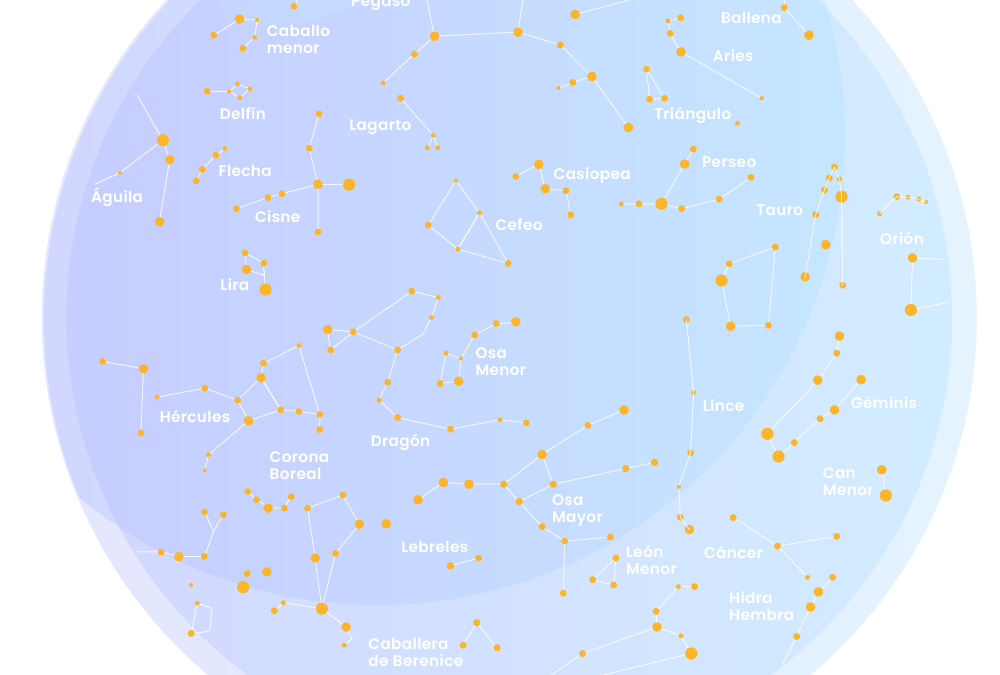 Pegaso
Ballena
Caballo
menor
Aries
Delfín
Triángulo
Lagarto
Perseo
Flecha
Casiopea
Águila
Tauro
Cisne
Cefeo
Orión
Lira
Osa
Menor
Géminis
Lince
Hércules
Dragón
Corona
Boreal
Can
Menor
Osa
Mayor
Lebreles
León
Menor
Cáncer
Hidra
Hembra
Caballera
de Berenice